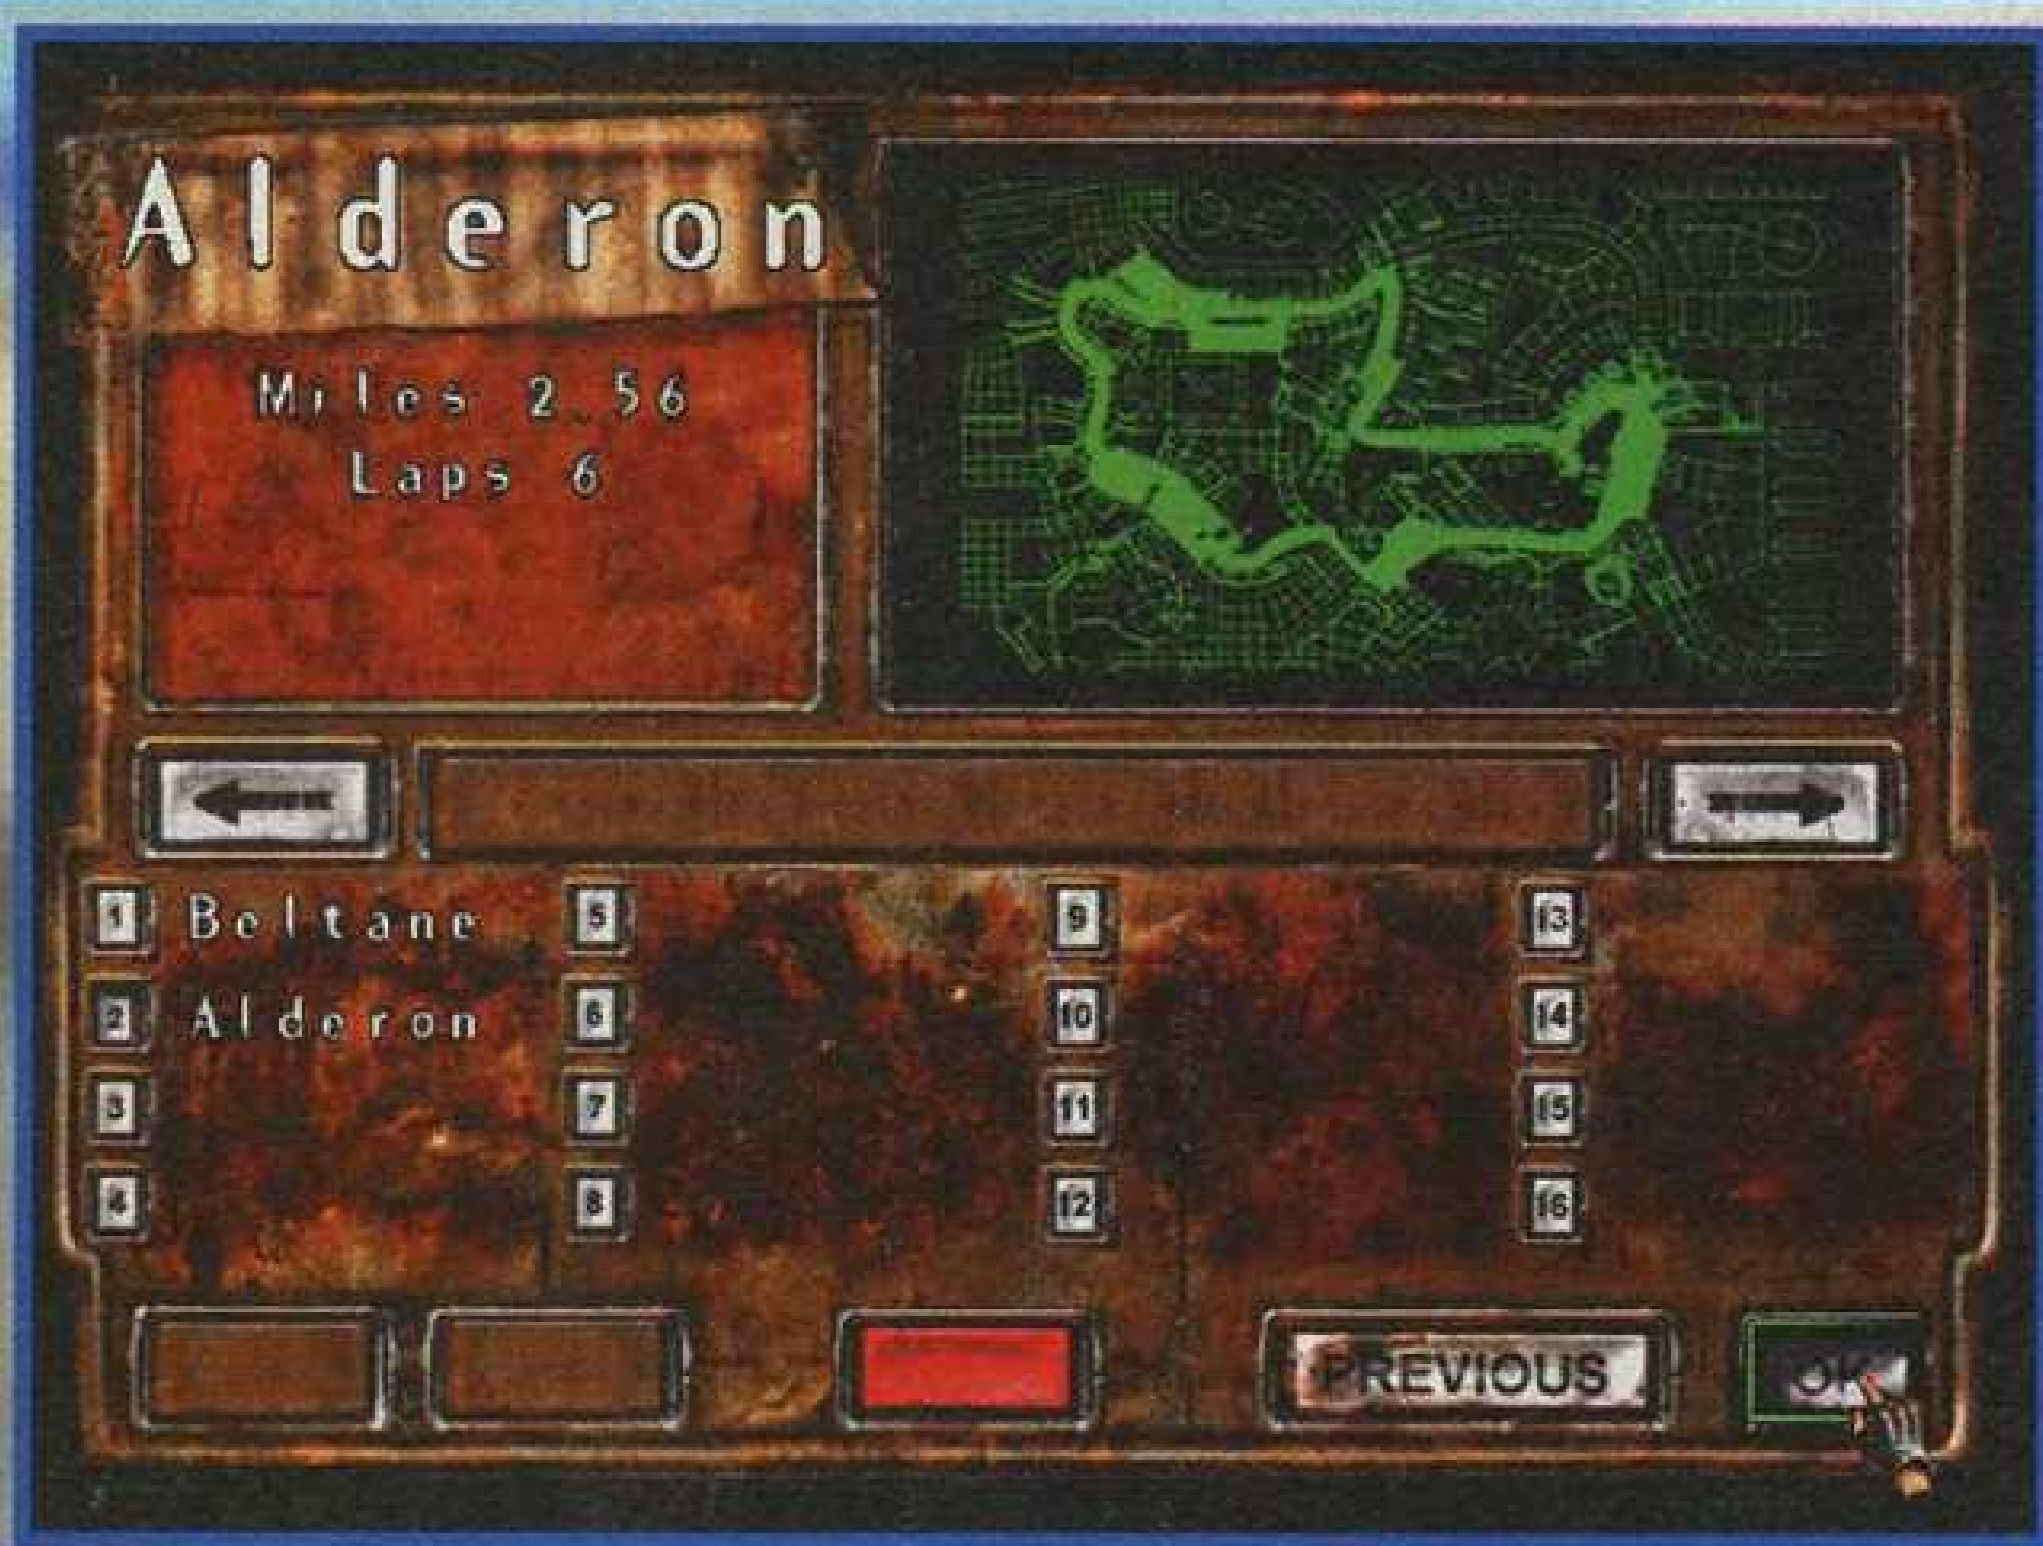 Alderon
Miles 2.56
Laps 6
1 Beltane 5 9 13
2 Alderon 6 10 14
3 7 11 15
4 8 12 16
PREVIOUS OK